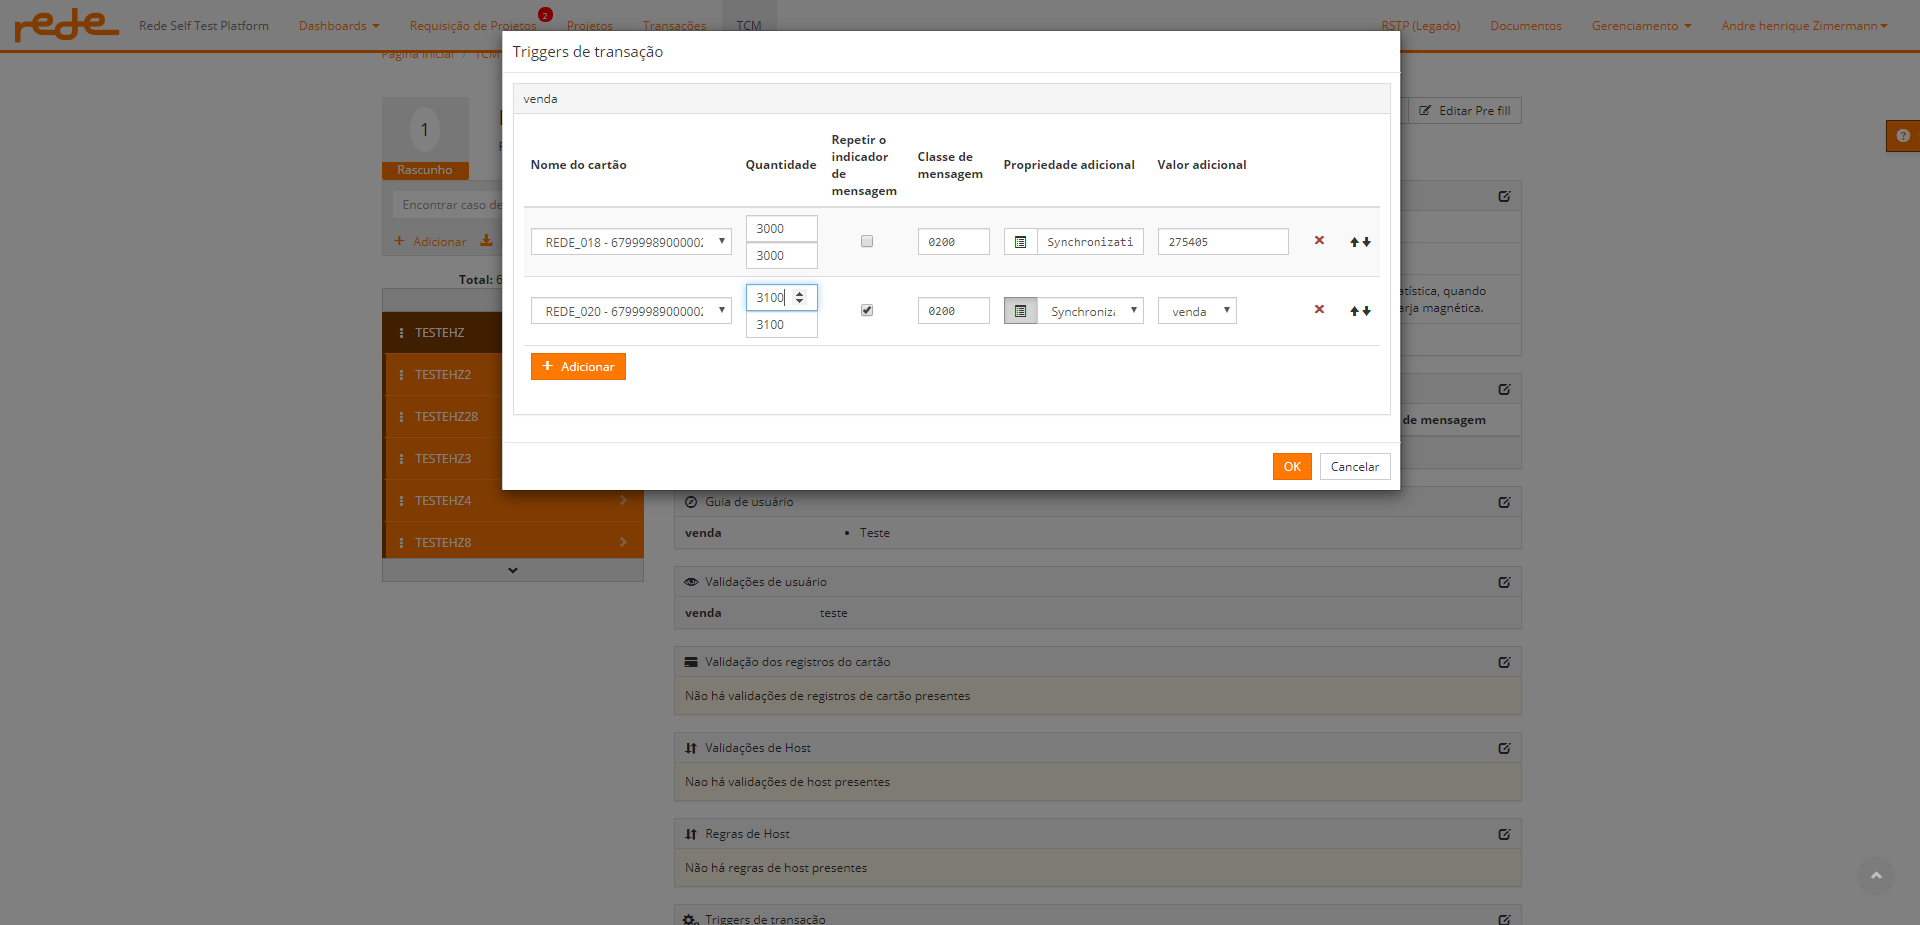 rede Rede Self Test Platform Dashboards Requisição de Projetos 2 Projetos Transações TCM RSTP (Legado) Documentos Gerenciamento Andre henrique Zimermann
Página Inicial / TCM
Triggers de transação
venda
Nome do cartão
Quantidade
Repetir o
indicador
de
mensagem
Classe de
mensagem
Propriedade adicional
Valor adicional
REDE_018 - 67999989000002
3000
3000
0200
Synchronizati
275405
REDE_020 - 67999989000002
3100
3100
0200
Synchroniza
venda
+ Adicionar
OK Cancelar
1
Rascunho
Editar Pre fill
Encontrar caso de
+ Adicionar
Total: 6
TESTEHZ
TESTEHZ2
TESTEHZ28
TESTEHZ3
TESTEHZ4
TESTEHZ8
atística, quando
arja magnética.
de mensagem
Guia de usuário
venda • Teste
Validações de usuário
venda teste
Validação dos registros do cartão
Não há validações de registros de cartão presentes
Validações de Host
Nao há validações de host presentes
Regras de Host
Não há regras de host presentes
Triggers de transação